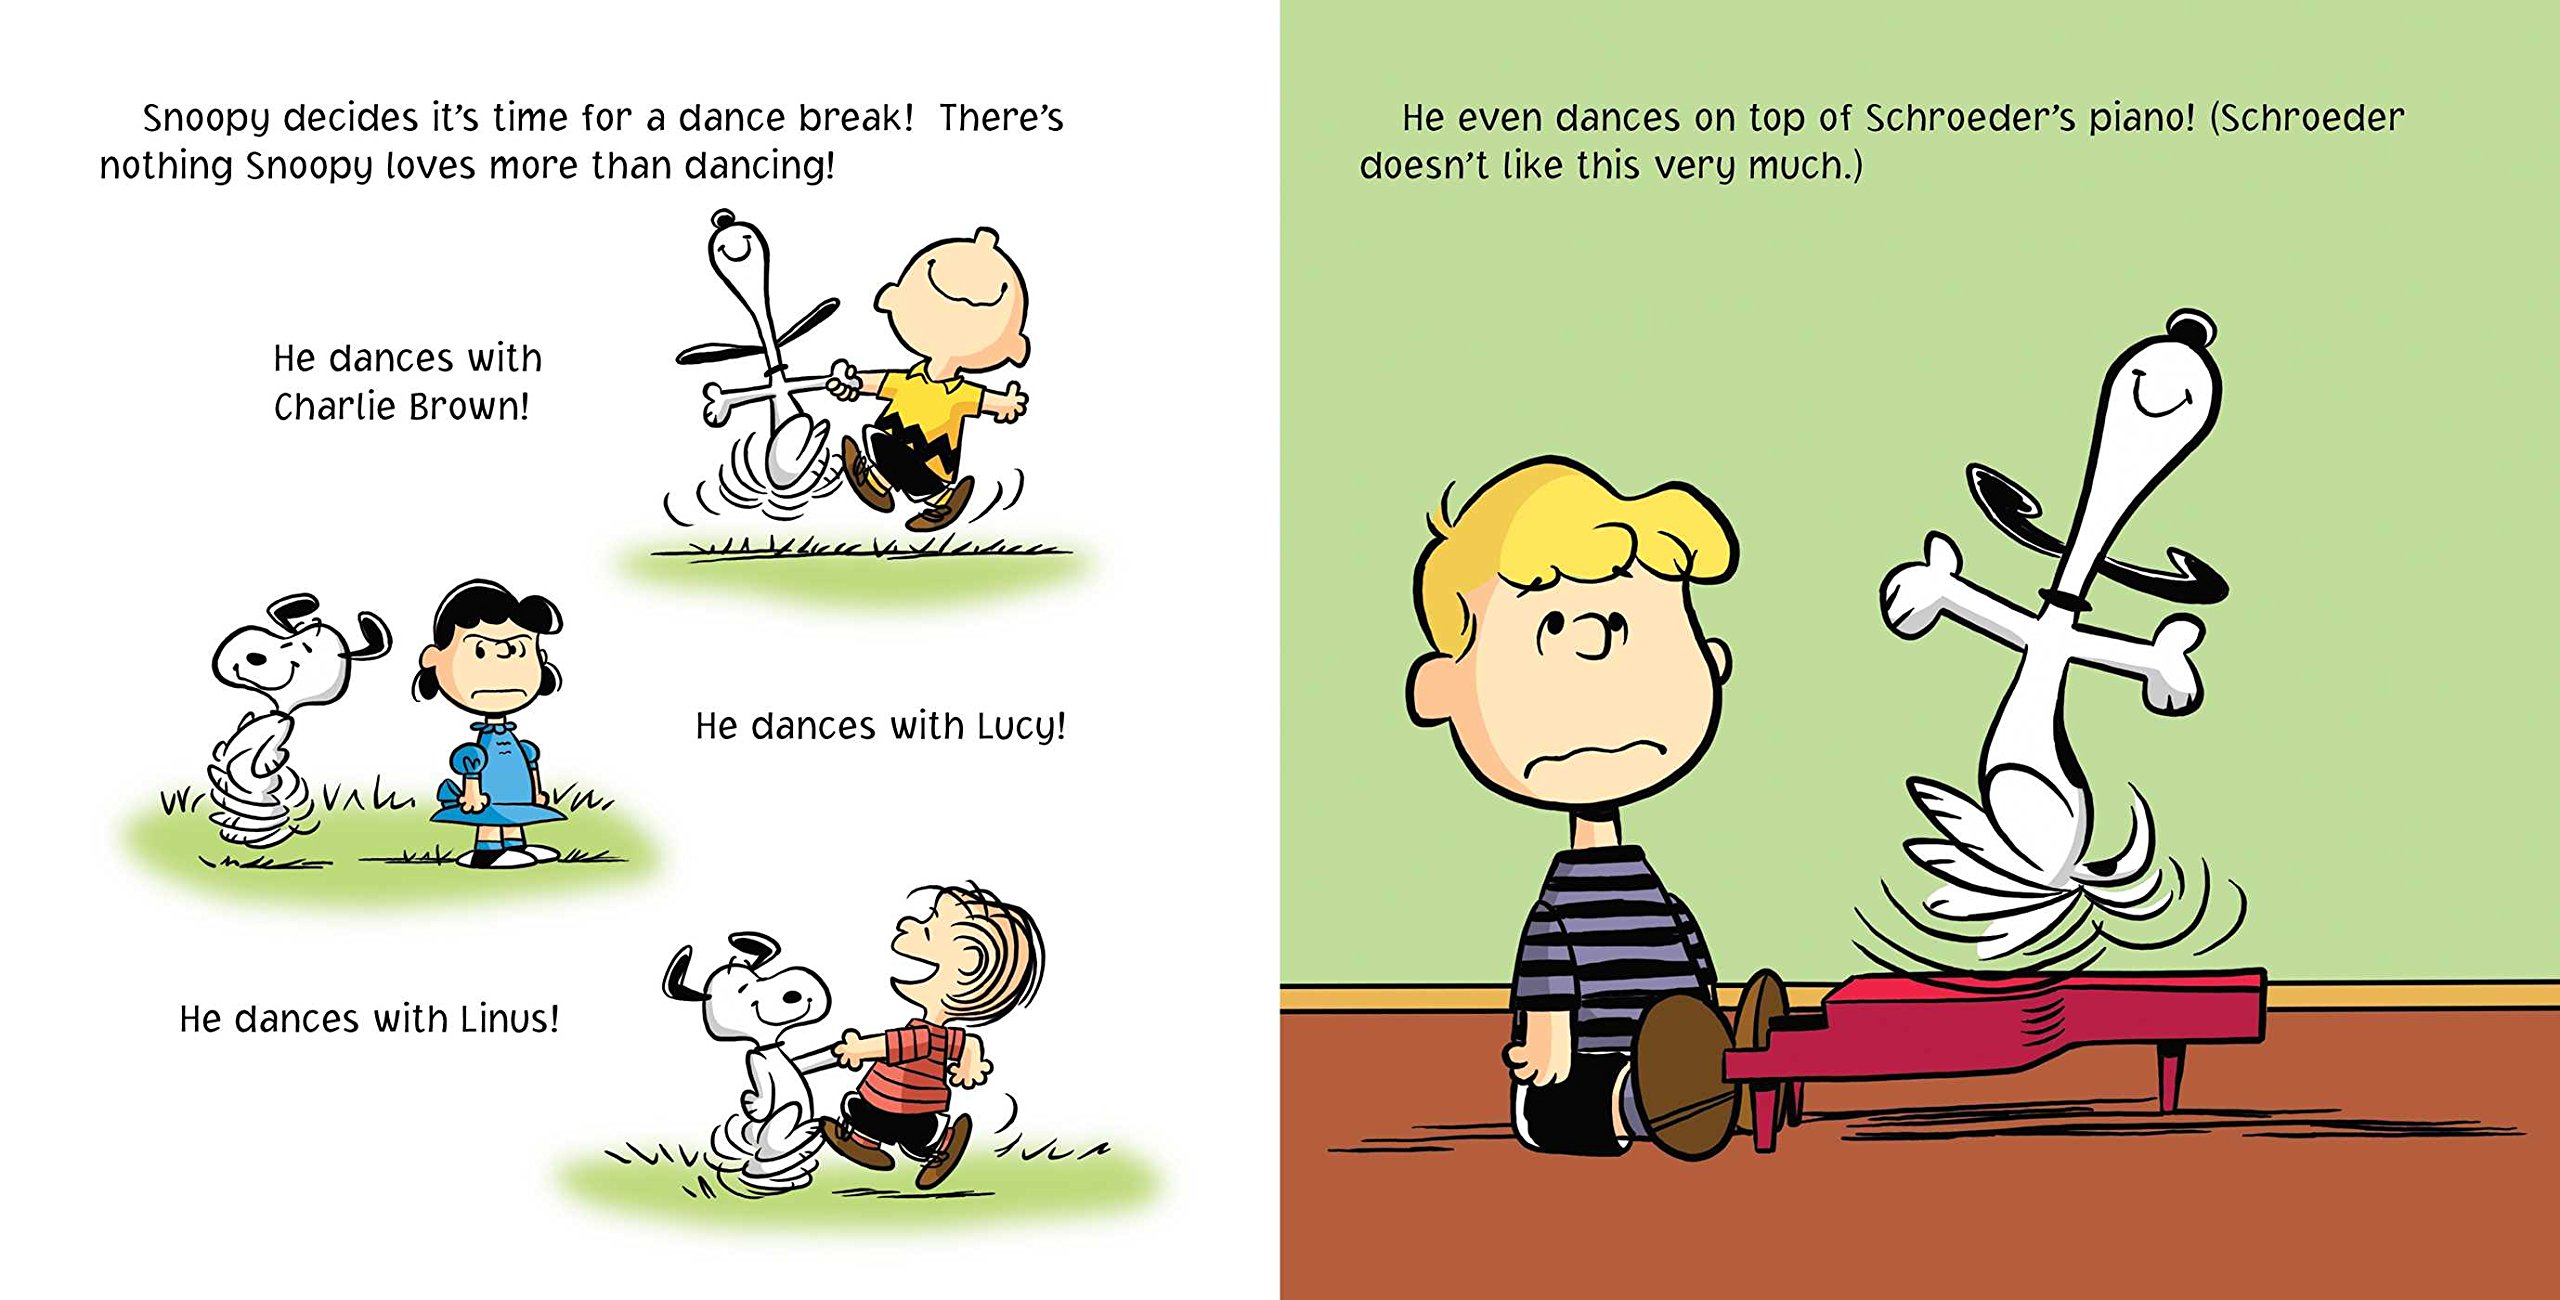 Snoopy decides it's time for a dance break!  There's
nothing Snoopy loves more than dancing!
He dances with
Charlie Brown!
He dances with Lucy!
He dances with Linus!
He even dances on top of Schroeder's piano! (Schroeder
doesn't like this very much.)